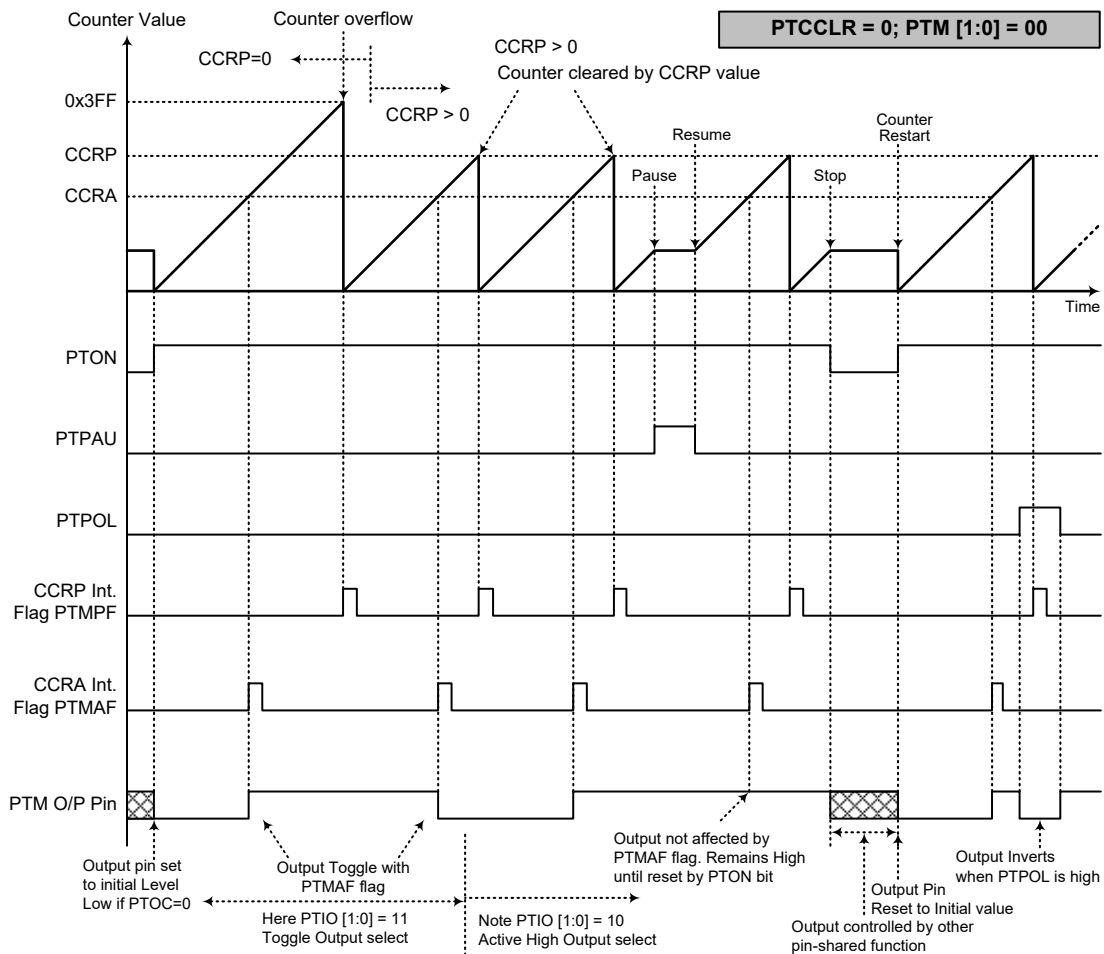 Counter Value
Counter overflow
PTCCLR = 0; PTM [1:0] = 00
CCRP=0
CCRP > 0
CCRP > 0
Counter cleared by CCRP value
0x3FF
CCRP
CCRA
Pause
Resume
Stop
Counter
Restart
Time
PTON
PTPAU
PTPOL
CCRP Int.
Flag PTMPF
CCRA Int.
Flag PTMAF
PTM O/P Pin
Output pin set
to initial Level
Low if PTOC=0
Output Toggle with
PTMAF flag
Here PTIO [1:0] = 11
Toggle Output select
Note PTIO [1:0] = 10
Active High Output select
Output not affected by
PTMAF flag. Remains High
until reset by PTON bit
Output Pin
Reset to Initial value
Output controlled by other
pin-shared function
Output Inverts
when PTPOL is high